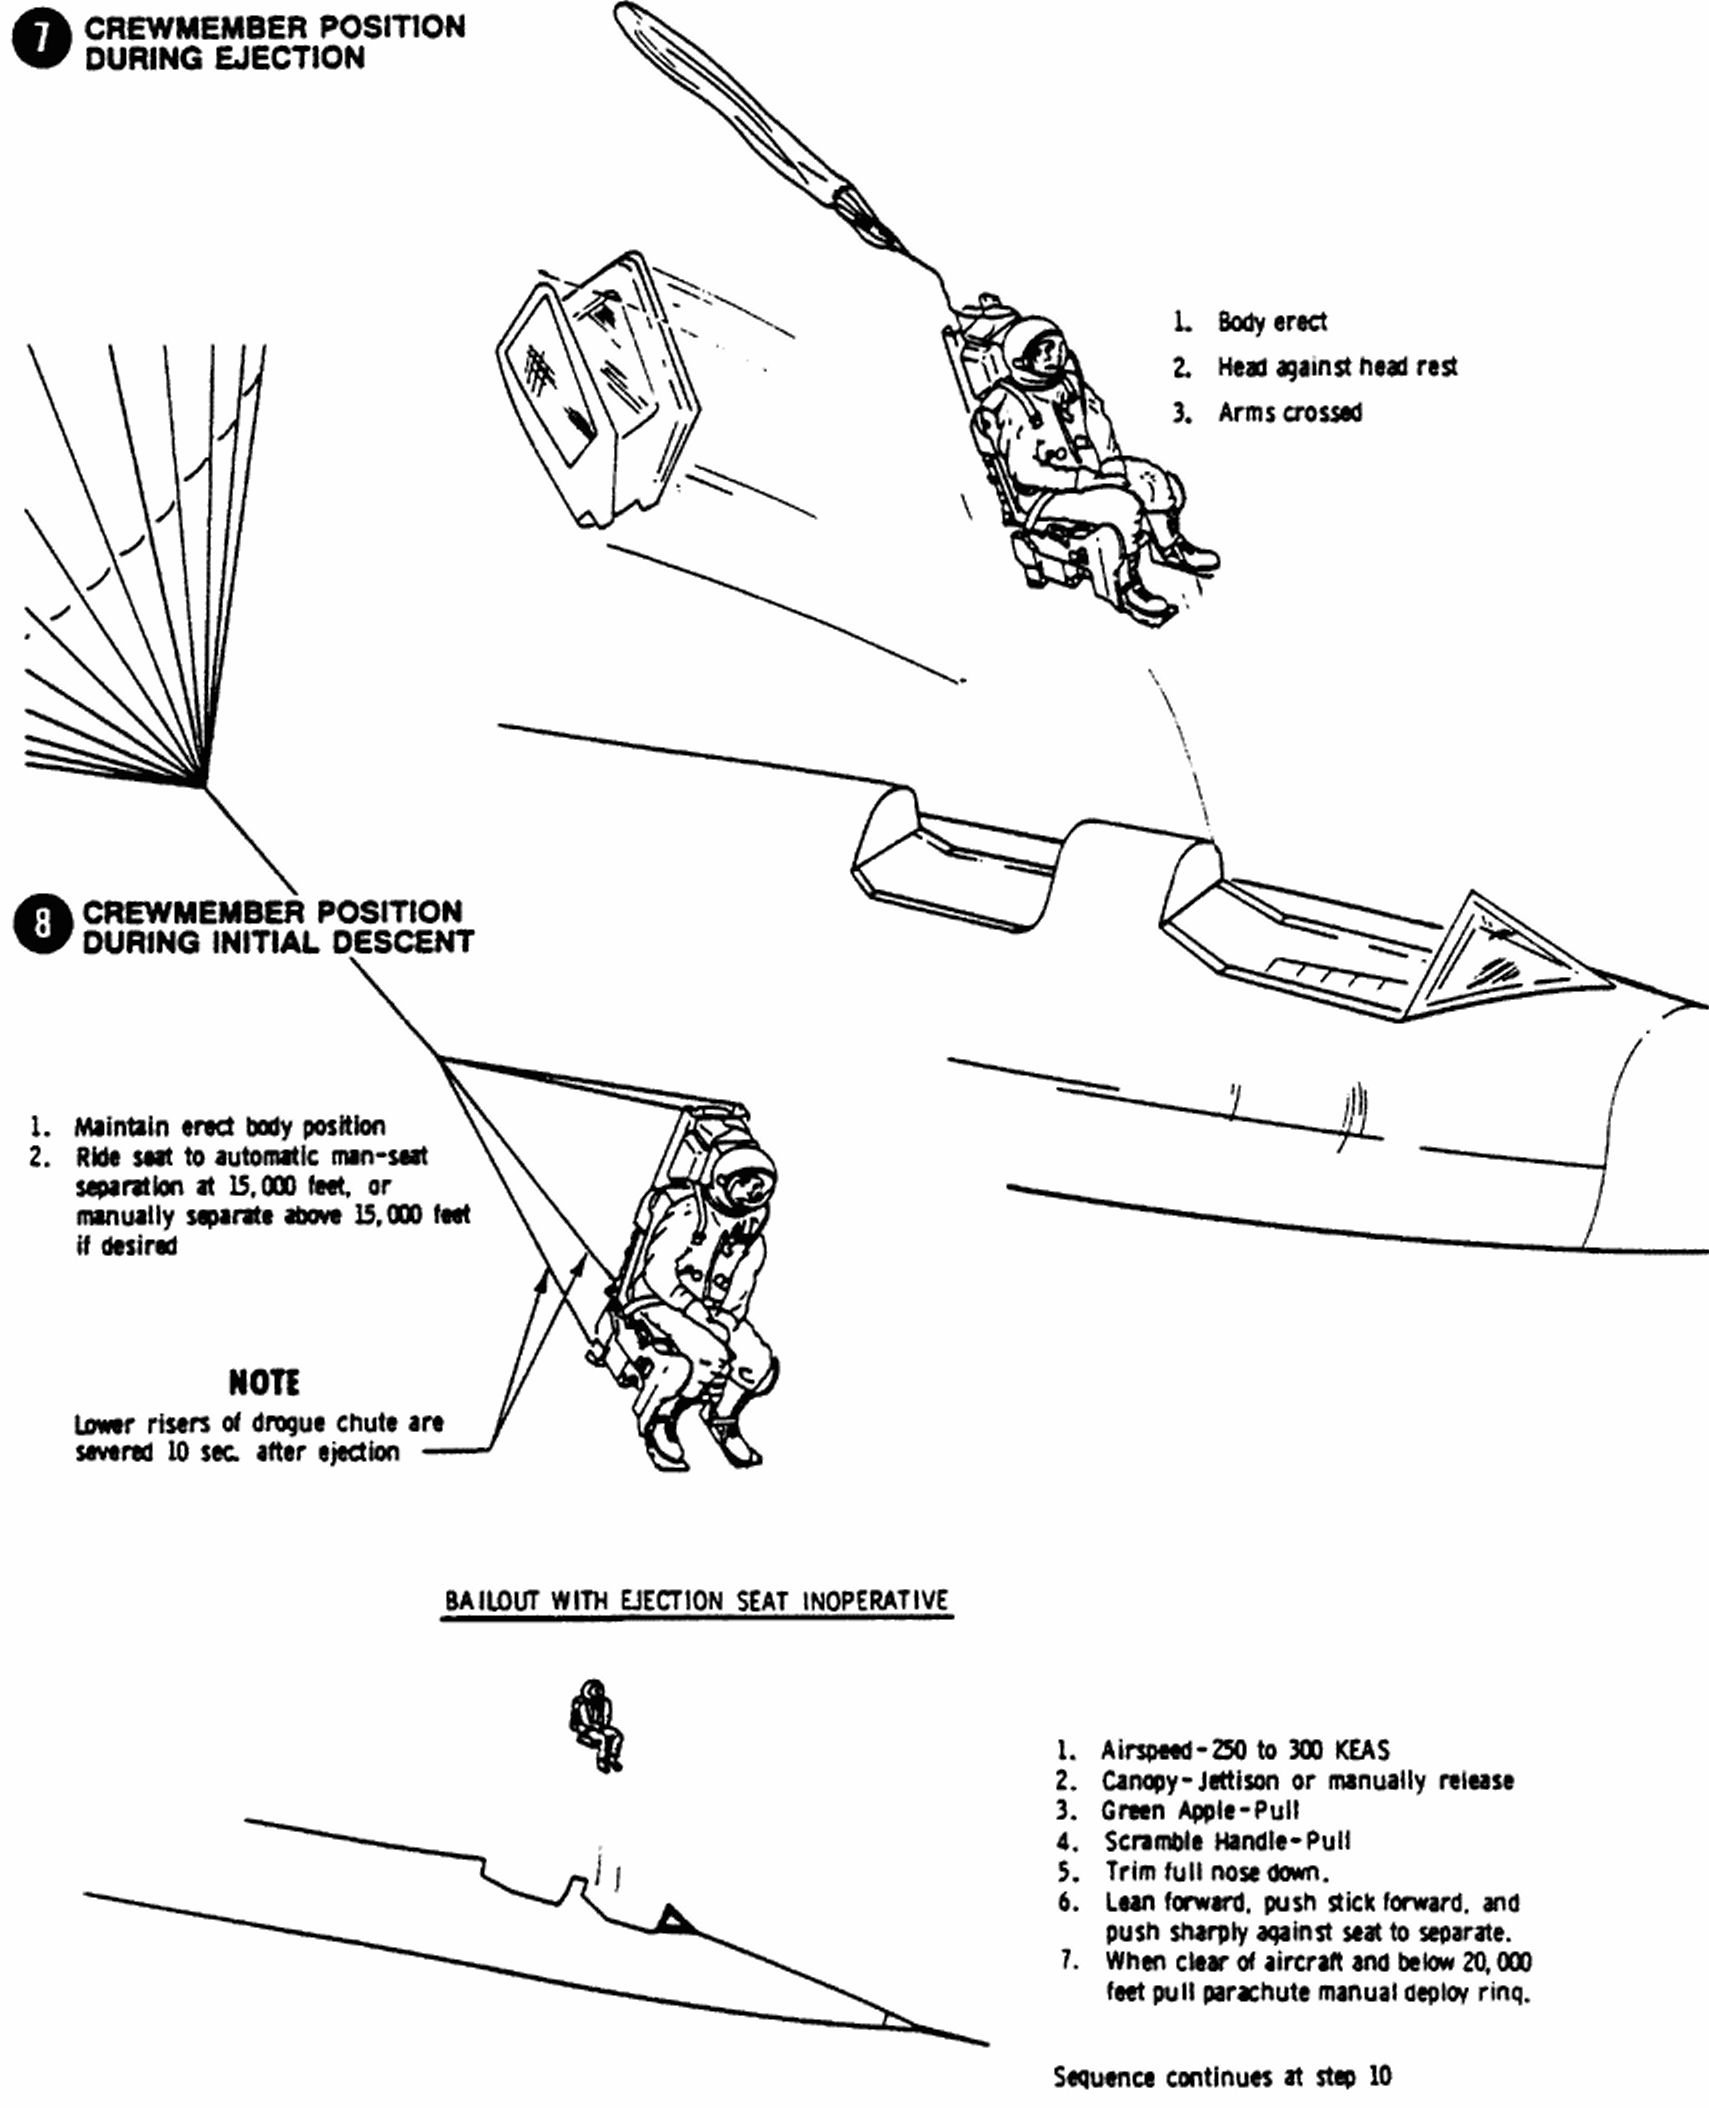 7 CREWMEMBER POSITION
DURING EJECTION
1. Body erect
2. Head against head rest
3. Arms crossed
8 CREWMEMBER POSITION
DURING INITIAL DESCENT
1. Maintain erect body position
2. Ride seat to automatic man-seat
separation at 15,000 feet, or
manually separate above 15,000 feet
if desired
NOTE
Lower risers of drogue chute are
severed 10 sec. after ejection
BAILOUT WITH EJECTION SEAT INOPERATIVE
1. Airspeed-250 to 300 KEAS
2. Canopy-Jettison or manually release
3. Green Apple-Pull
4. Scramble Handle-Pull
5. Trim full nose down.
6. Lean forward, push stick forward, and
push sharply against seat to separate.
7. When clear of aircraft and below 20,000
feet pull parachute manual deploy ring.
Sequence continues at step 10